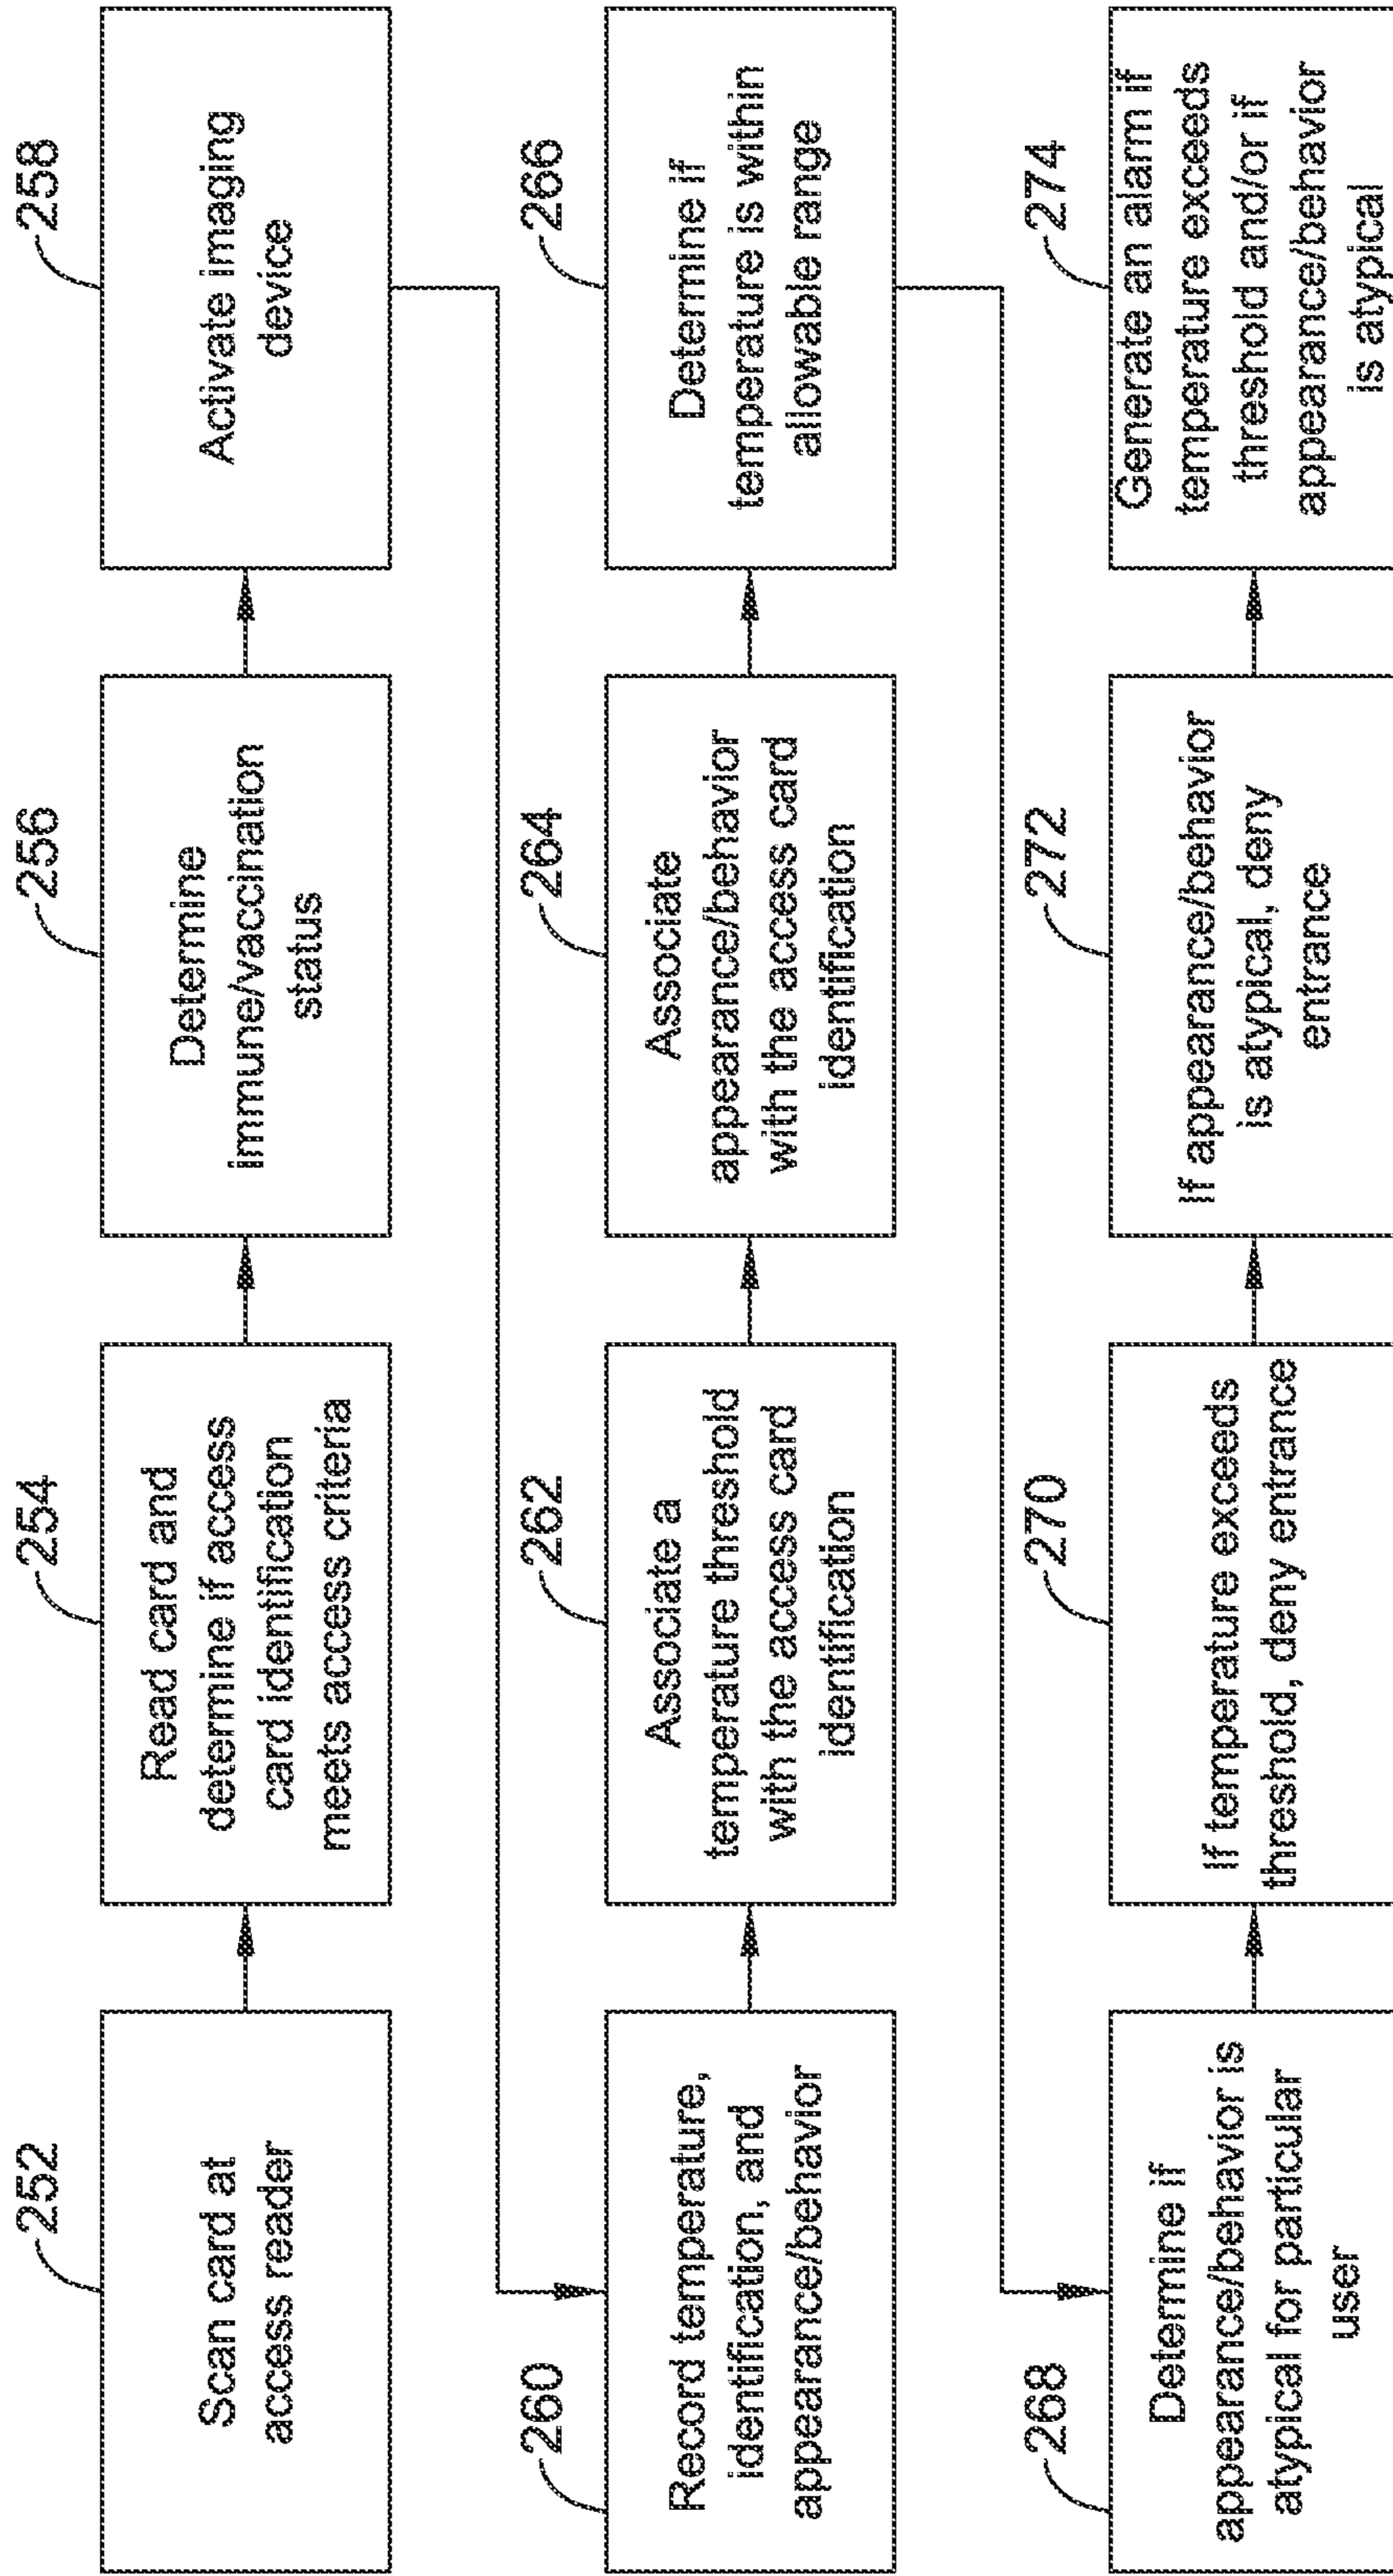 252
Scan card at
access reader
254
Read card and
determine if access
card identification
meets access criteria
256
Determine
immune/vaccination
status
258
Activate imaging
device
260
Record temperature,
identification, and
appearance/behavior
262
Associate a
temperature threshold
with the access card
identification
264
Associate
appearance/behavior
with the access card
identification
266
Determine if
temperature is within
allowable range
268
Determine if
appearance/behavior is
atypical for particular
user
270
If temperature exceeds
threshold, deny entrance
272
If appearance/behavior
is atypical, deny
entrance
274
Generate an alarm if
temperature exceeds
threshold and/or if
appearance/behavior
is atypical